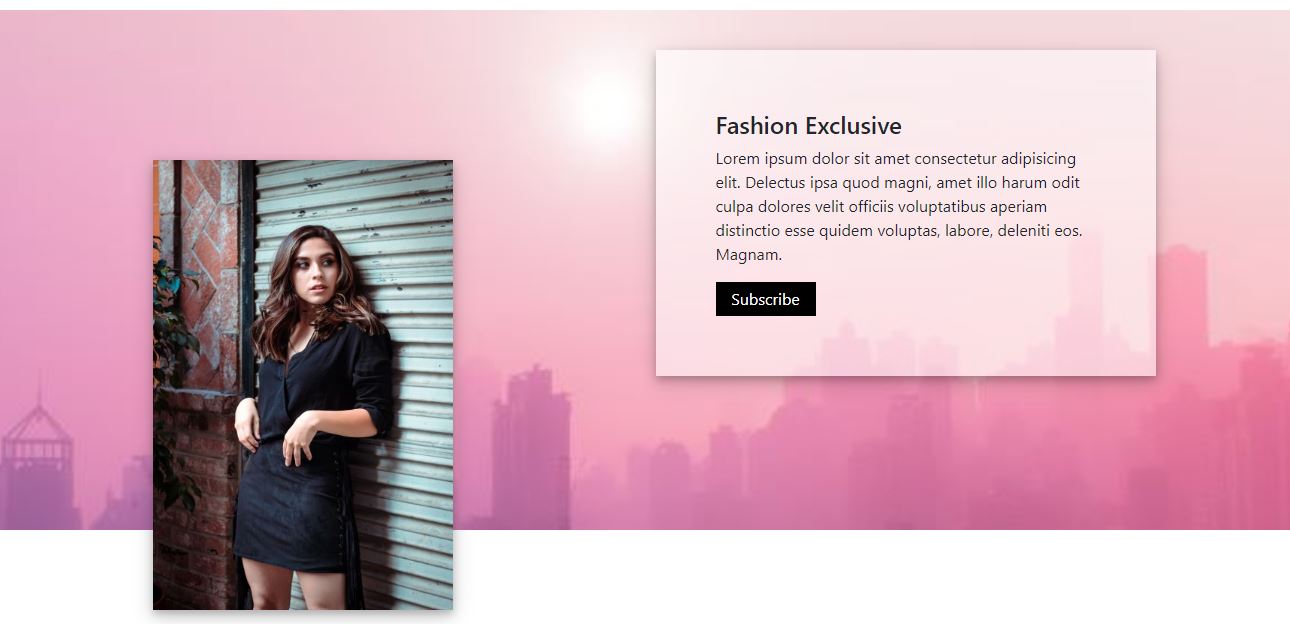 Fashion Exclusive
Lorem ipsum dolor sit amet consectetur adipisicing
elit. Delectus ipsa quod magni, amet illo harum odit
culpa dolores velit officiis voluptatibus aperiam
distinctio esse quidem voluptas, labore, deleniti eos.
Magnam.
Subscribe